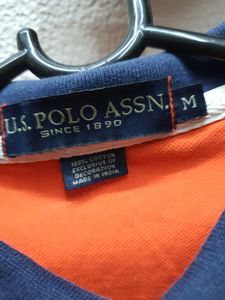 U.S. POLO ASSN.
SINCE 1890
M
100% COTTON
EXCLUSIVE OF
DECORATION
MADE IN INDIA